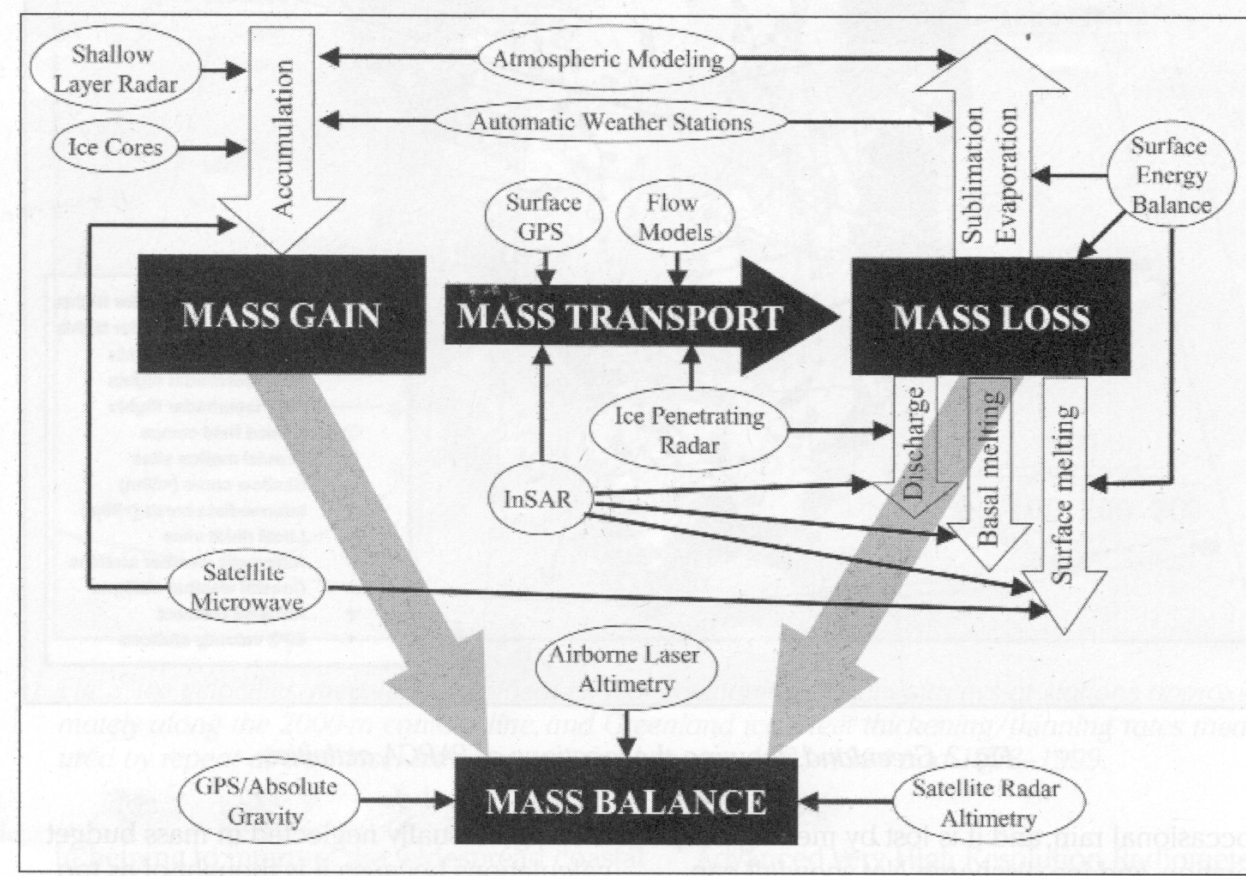 Shallow
Layer Radar
Ice Cores
Accumulation
Atmospheric Modeling
Automatic Weather Stations
Sublimation
Evaporation
Surface
Energy
Balance
Surface
GPS
Flow
Models
MASS GAIN
MASS TRANSPORT
MASS LOSS
Ice Penetrating
Radar
InSAR
Discharge
Basal melting
Surface melting
Satellite
Microwave
Airborne Laser
Altimetry
GPS/Absolute
Gravity
MASS BALANCE
Satellite Radar
Altimetry